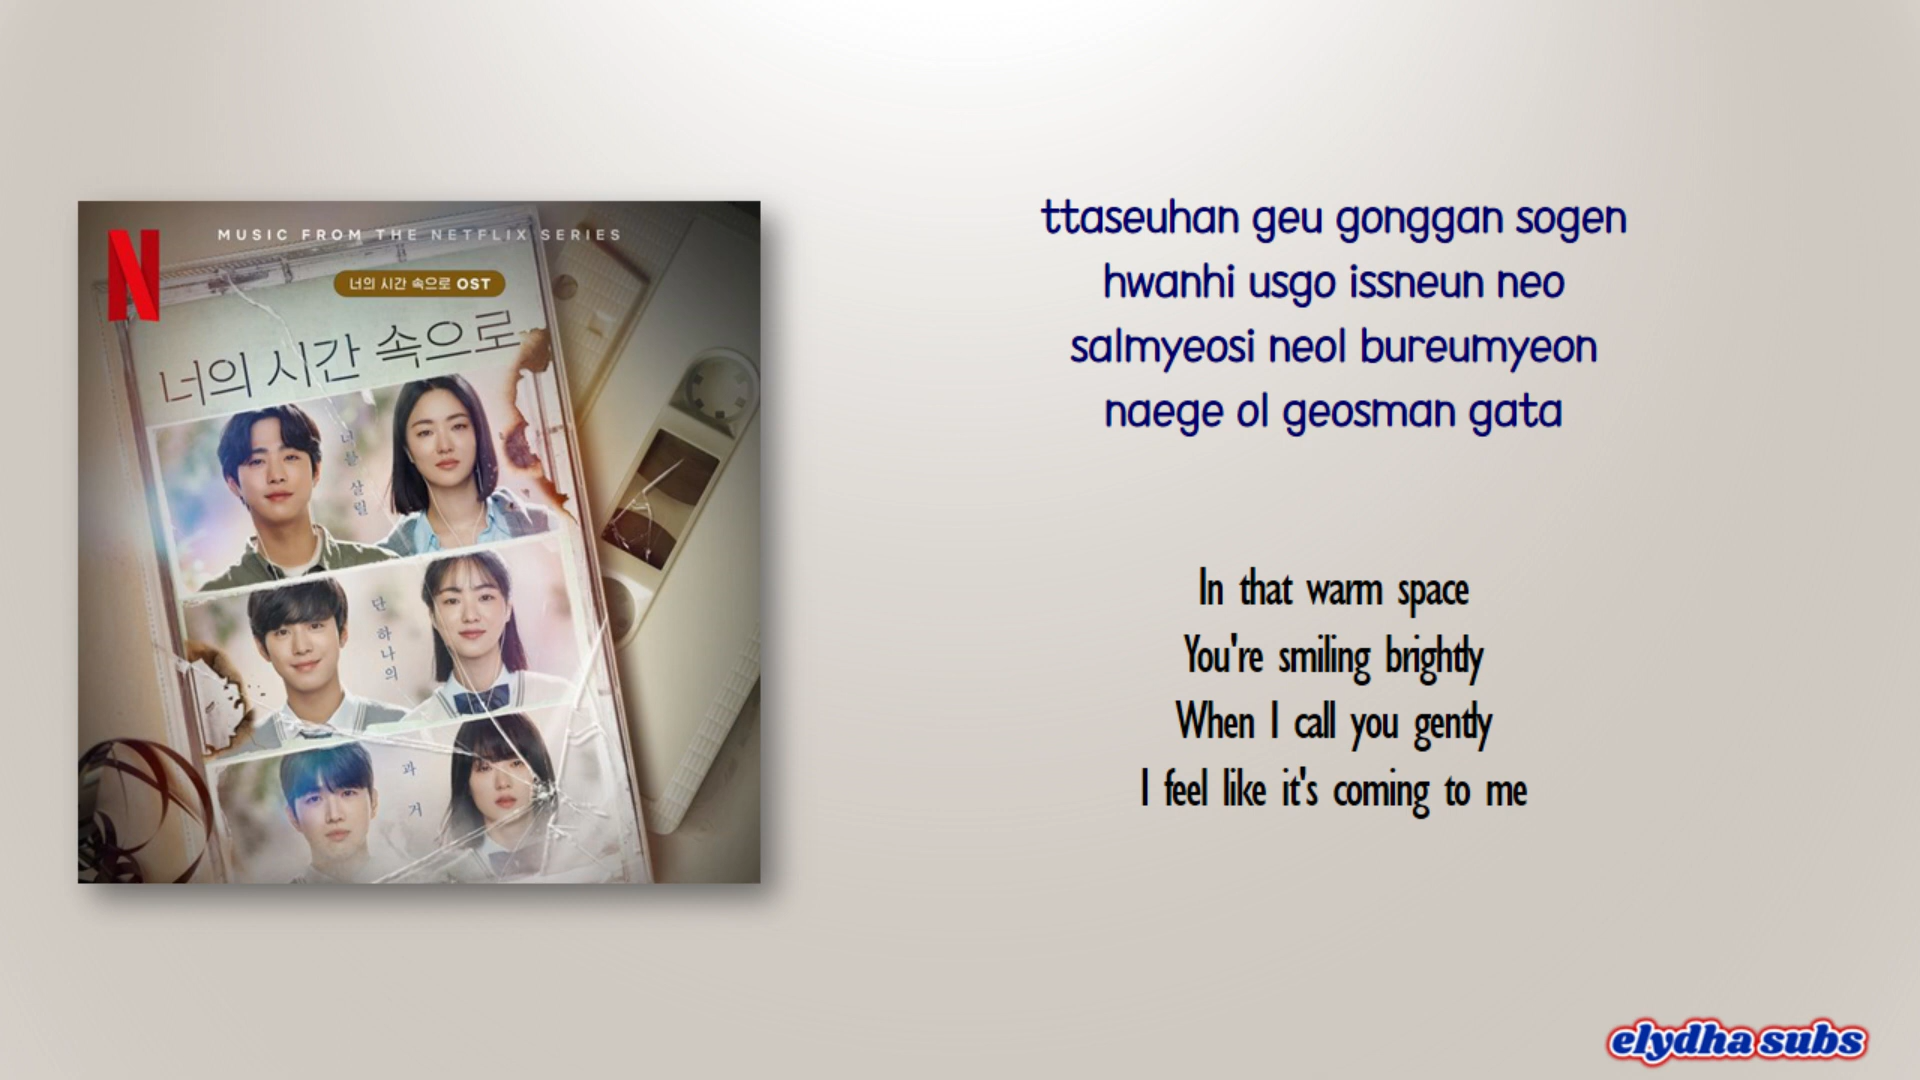 MUSIC FROM THE NETFLIX SERIES
N
너의 시간 속으로 OST
너의 시간 속으로
너를 살릴
단 하나의
과거
ttaseuhan geu gonggan sogen
hwanhi usgo issneun neo
salmyeosi neol bureumyeon
naege ol geosman gata
In that warm space
You're smiling brightly
When I call you gently
I feel like it's coming to me
elydha subs